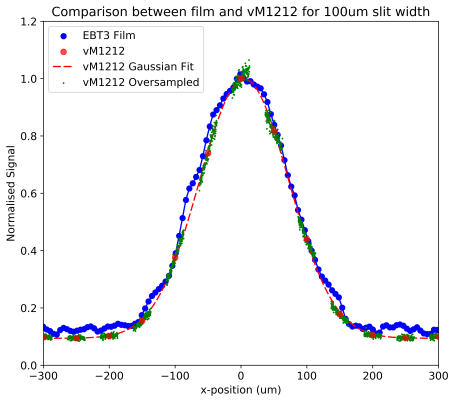 Comparison between film and vM1212 for 100um slit width
EBT3 Film
vM1212
vM1212 Gaussian Fit
vM1212 Oversampled
Normalised Signal
1.2
1.0
0.8
0.6
0.4
0.2
0.0
−300 −200 −100 0 100 200 300
x-position (um)